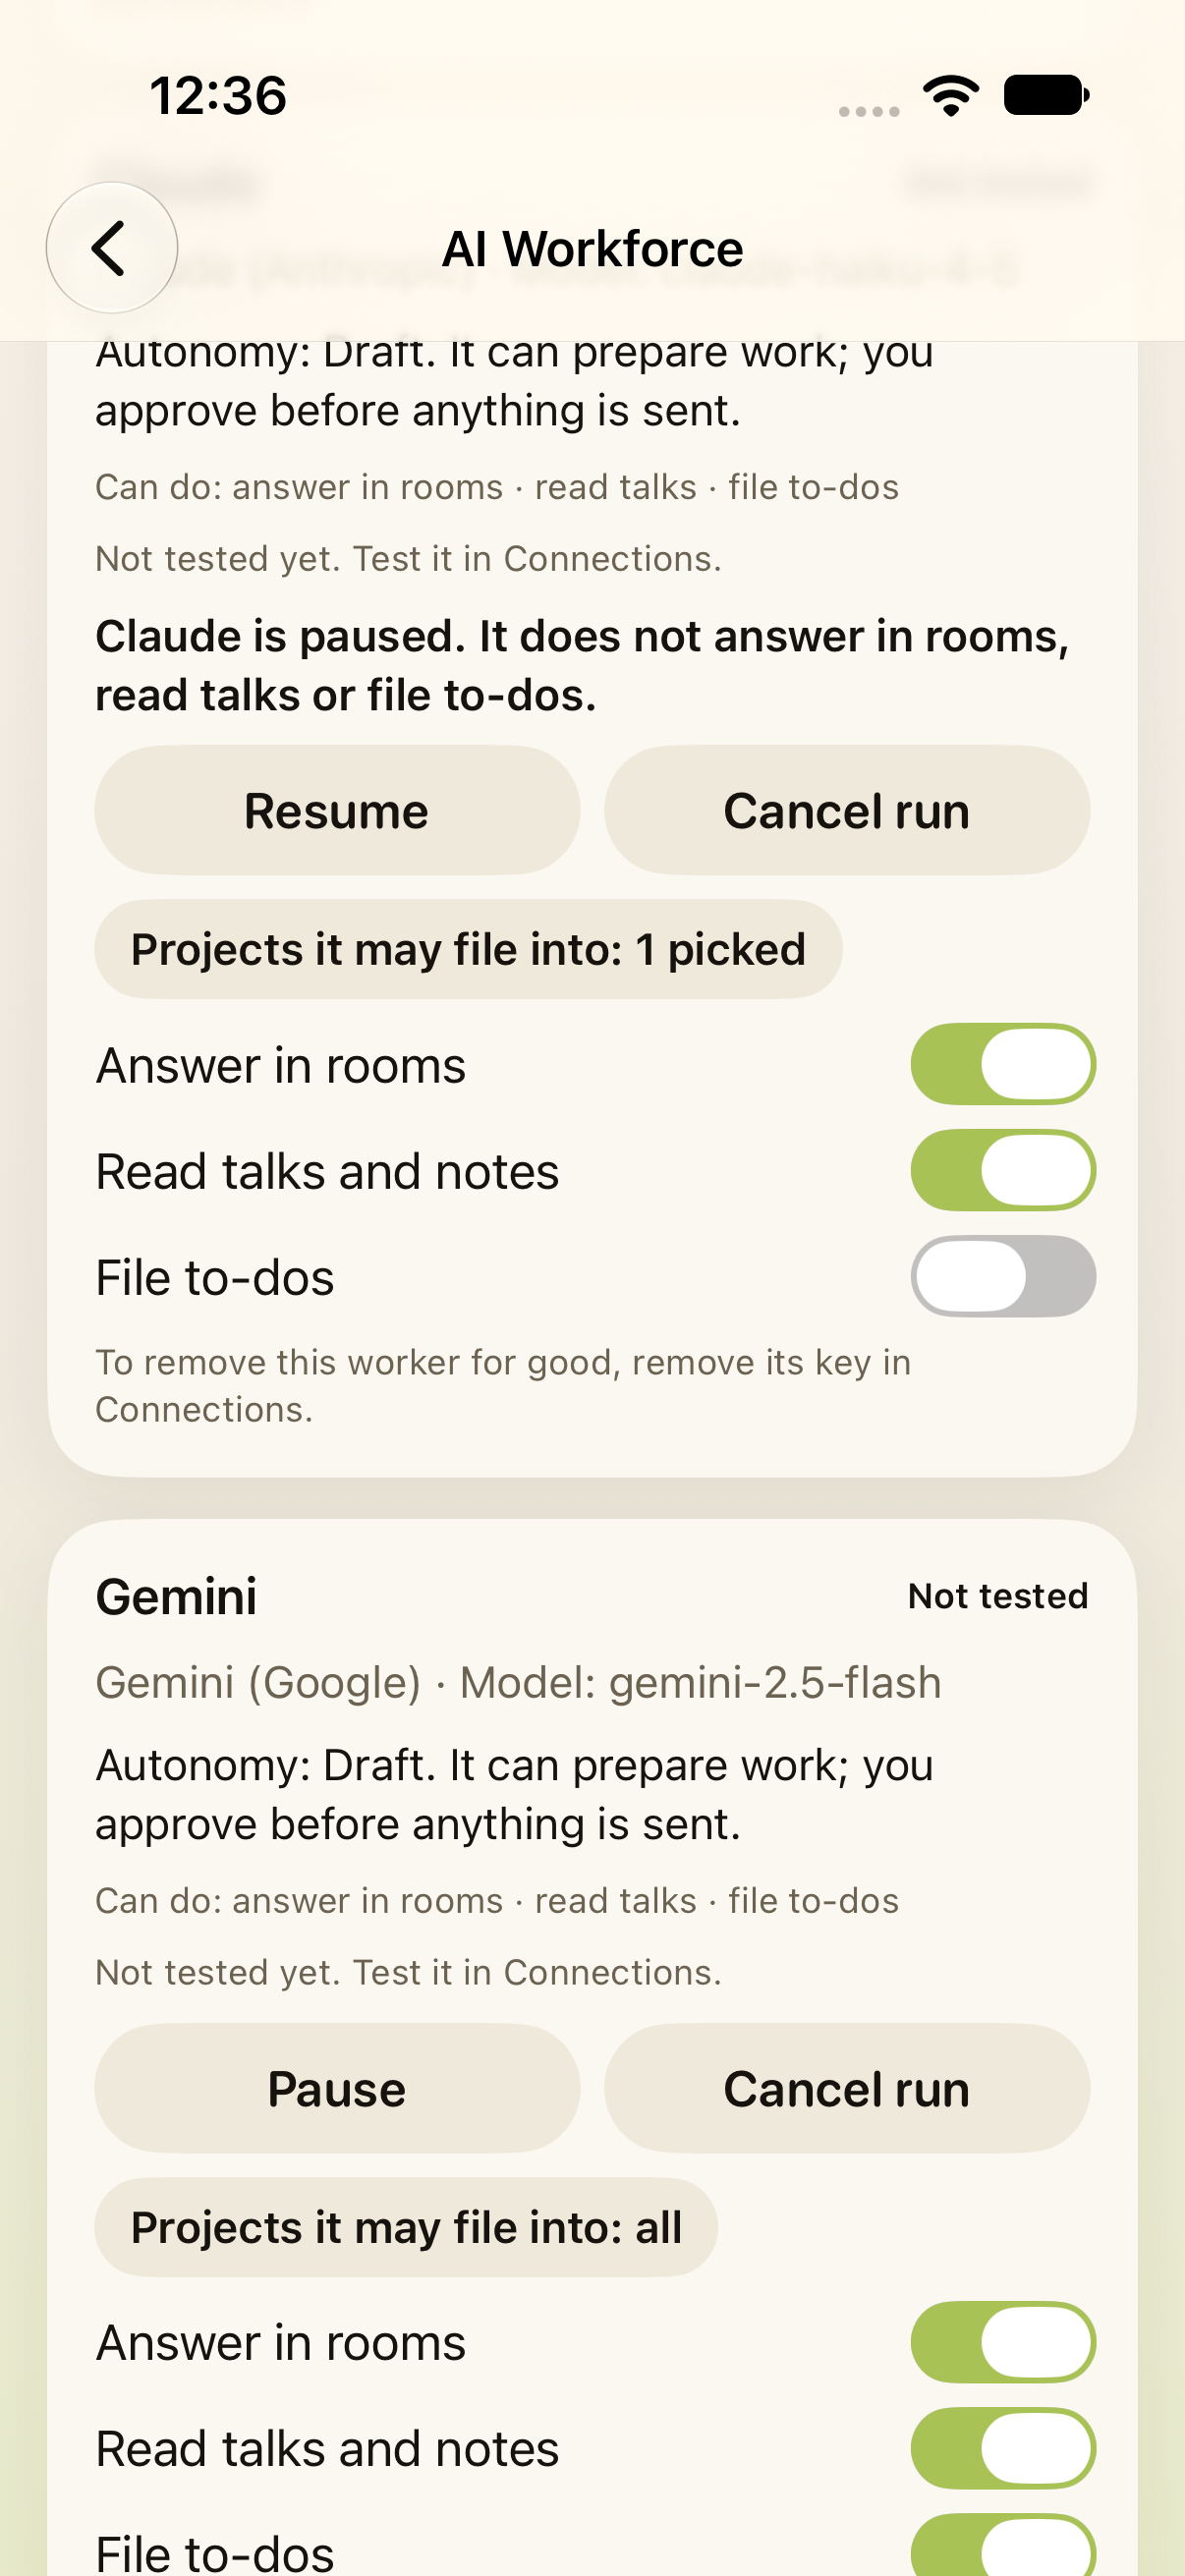 12:36
AI Workforce
Claude (Anthropic) · Model: claude-haiku-4-5
Autonomy: Draft. It can prepare work; you
approve before anything is sent.
Can do: answer in rooms · read talks · file to-dos
Not tested yet. Test it in Connections.
Claude is paused. It does not answer in rooms,
read talks or file to-dos.
Resume
Cancel run
Projects it may file into: 1 picked
Answer in rooms
Read talks and notes
File to-dos
To remove this worker for good, remove its key in
Connections.
Gemini
Not tested
Gemini (Google) · Model: gemini-2.5-flash
Autonomy: Draft. It can prepare work; you
approve before anything is sent.
Can do: answer in rooms · read talks · file to-dos
Not tested yet. Test it in Connections.
Pause
Cancel run
Projects it may file into: all
Answer in rooms
Read talks and notes
File to-dos